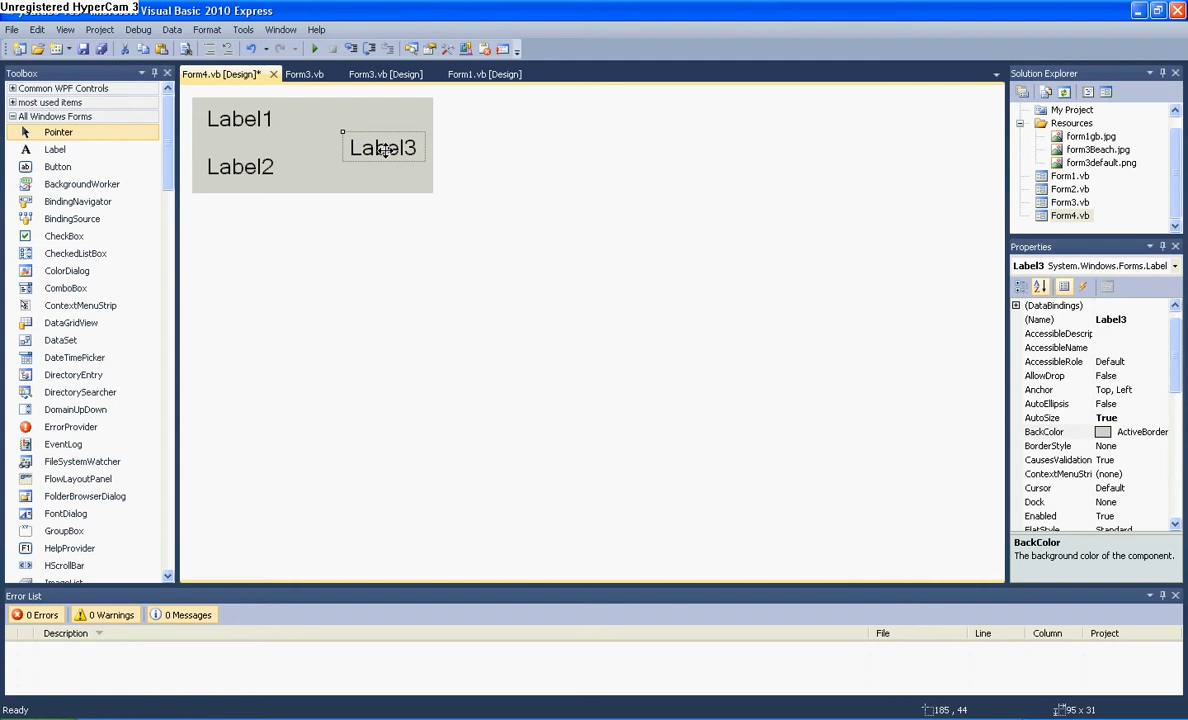 Unregistered HyperCam 3
Visual Basic 2010 Express
File Edit View Project Debug Data Format Tools Window Help
Toolbox
Common WPF Controls
most used items
All Windows Forms
Pointer
Label
Button
BackgroundWorker
BindingNavigator
BindingSource
CheckBox
CheckedListBox
ColorDialog
ComboBox
ContextMenuStrip
DataGridView
DataSet
DateTimePicker
DirectoryEntry
DirectorySearcher
DomainUpDown
ErrorProvider
EventLog
FileSystemWatcher
FlowLayoutPanel
FolderBrowserDialog
FontDialog
GroupBox
HelpProvider
HScrollBar
ImageList
Form4.vb [Design]* Form3.vb Form3.vb [Design] Form1.vb [Design]
Label1
Label3
Label2
Solution Explorer
My Project
Resources
form1gb.jpg
form3Beach.jpg
form3default.png
Form1.vb
Form2.vb
Form3.vb
Form4.vb
Properties
Label3 System.Windows.Forms.Label
(DataBindings)
(Name) Label3
AccessibleDescrip
AccessibleName
AccessibleRole Default
AllowDrop False
Anchor Top, Left
AutoEllipsis False
AutoSize True
BackColor ActiveBorder
BorderStyle None
CausesValidation True
ContextMenuStri (none)
Cursor Default
Dock None
Enabled True
FlatStyle Standard
BackColor
The background color of the component.
Error List
0 Errors 0 Warnings 0 Messages
Description File Line Column Project
Ready 185 , 44 95 x 31